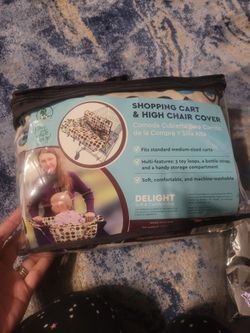 SHOPPING CART
& HIGH CHAIR COVER
Cómoda Cubierta para Carrito
de la Compra Y Silla Alta
Fits standard medium-sized carts
Multi-features: 3 toy loops, a bottle strap,
and a handy storage compartment
Soft, comfortable, and machine-washable
DELIGHT